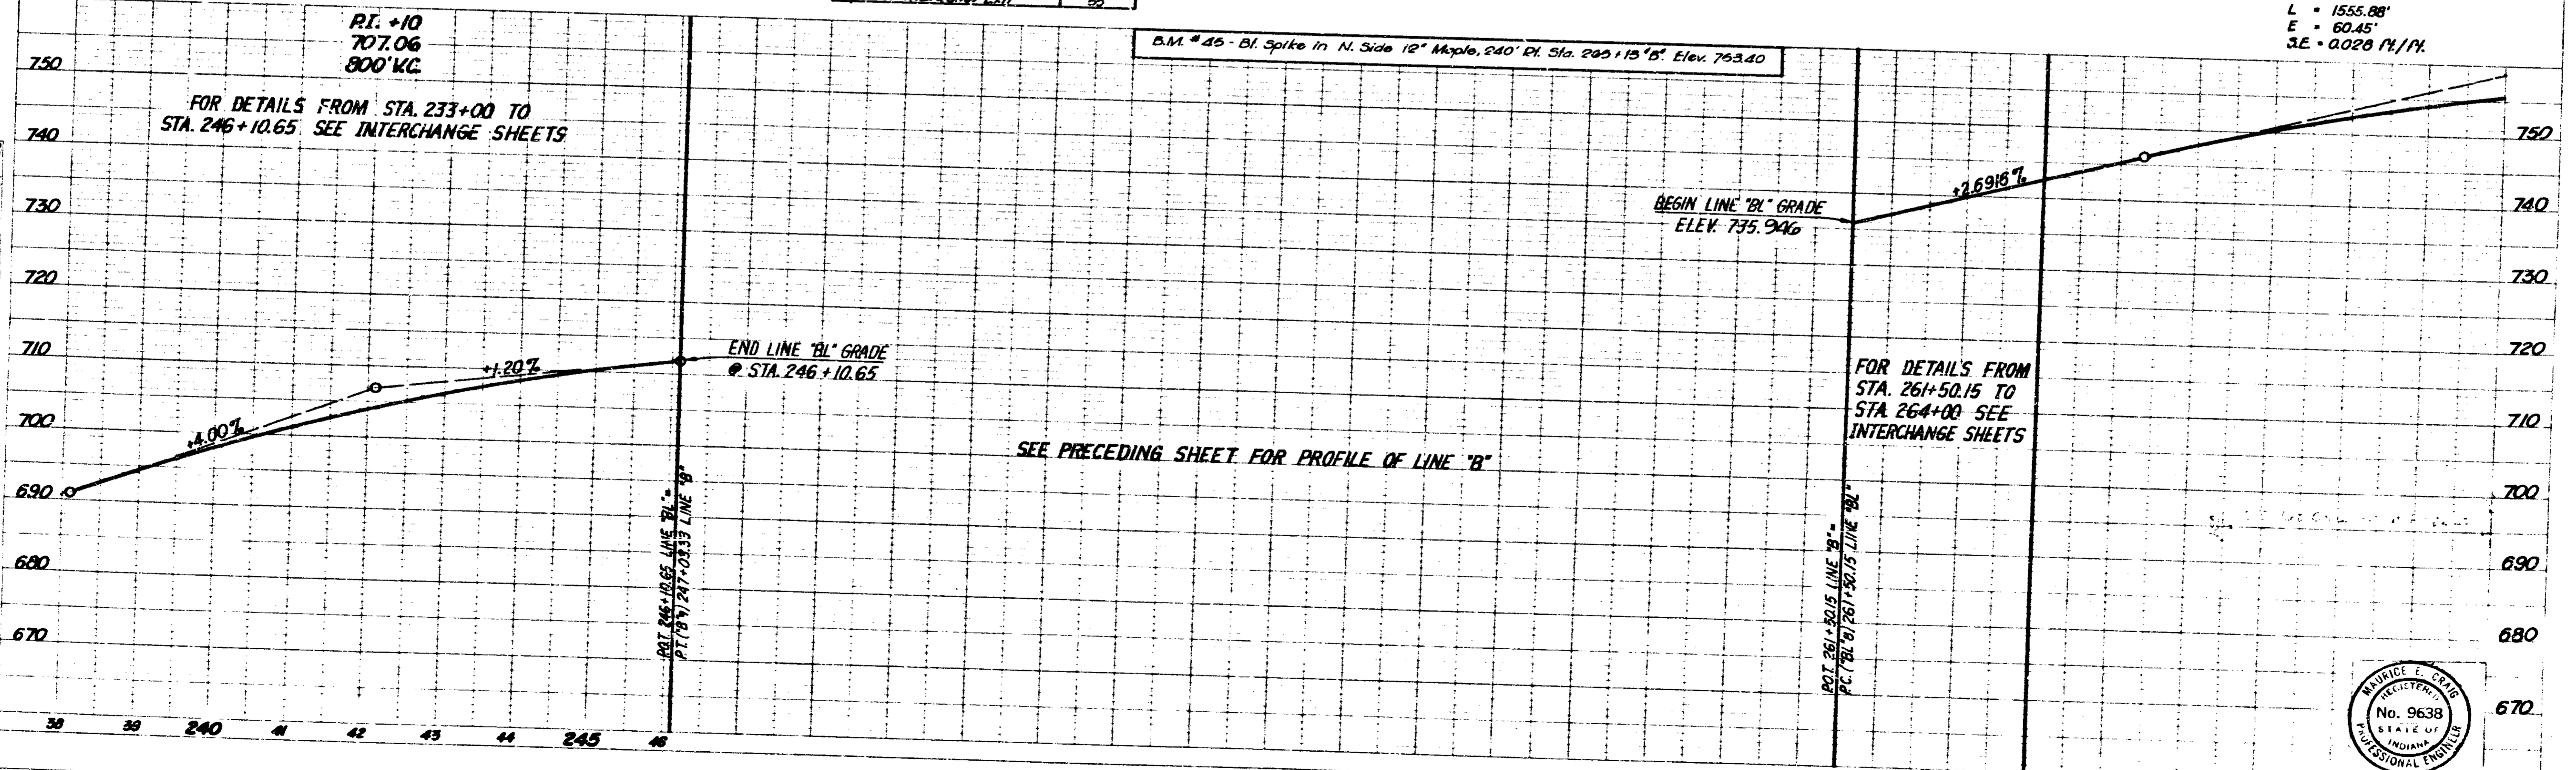 P.I. +10
707.06
800' V.C.
FOR DETAILS FROM STA. 233+00 TO
STA. 246+10.65 SEE INTERCHANGE SHEETS
B.M. #45 - Bl. Spike in N. Side 12" Maple, 240' Rt. Sta. 265+15 "B". Elev. 753.40
L = 1555.88'
E = 60.45'
S.E. = 0.028 Ft./Ft.
750
740
730
720
710
700
690
680
670
+4.00%
+1.20%
END LINE "BL" GRADE
@ STA. 246+10.65
P.O.T. 246+10.65 LINE "BL" =
P.T. ("B") 247+09.33 LINE "B"
SEE PRECEDING SHEET FOR PROFILE OF LINE "B"
BEGIN LINE "BL" GRADE
ELEV. 735.946
+2.6916%
FOR DETAILS FROM
STA. 261+50.15 TO
STA. 264+00 SEE
INTERCHANGE SHEETS
P.O.T. 261+50.15 LINE "B" =
P.C. ("BL"B) 261+50.15 LINE "BL"
750
740
730
720
710
700
690
680
670
38 39 240 41 42 43 44 245 46
MAURICE E. CRAIG
REGISTERED
No. 9638
STATE OF
INDIANA
PROFESSIONAL ENGINEER